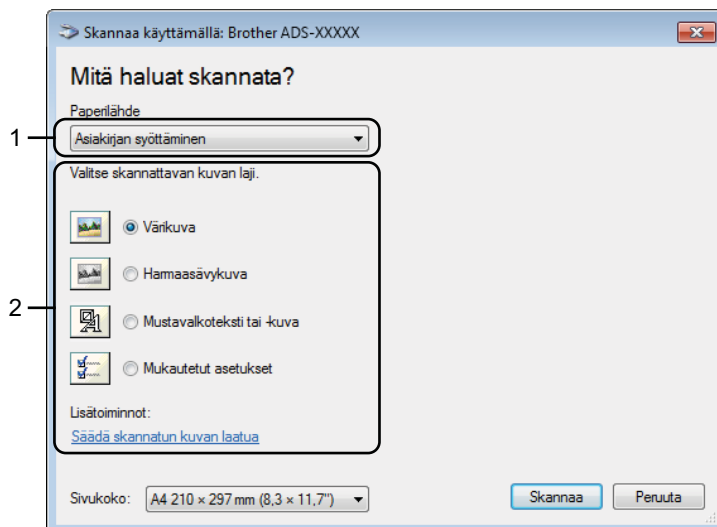 Skannaa käyttämällä: Brother ADS-XXXXX
Mitä haluat skannata?
Paperilähde
1
Asiakirjan syöttäminen
Valitse skannattavan kuvan laji.
Värikuva
Harmaasävykuva
2
Mustavalkoteksti tai -kuva
Mukautetut asetukset
Lisätoiminnot:
Säädä skannatun kuvan laatua
Sivukoko: A4 210 × 297 mm (8,3 × 11,7") Skannaa Peruuta